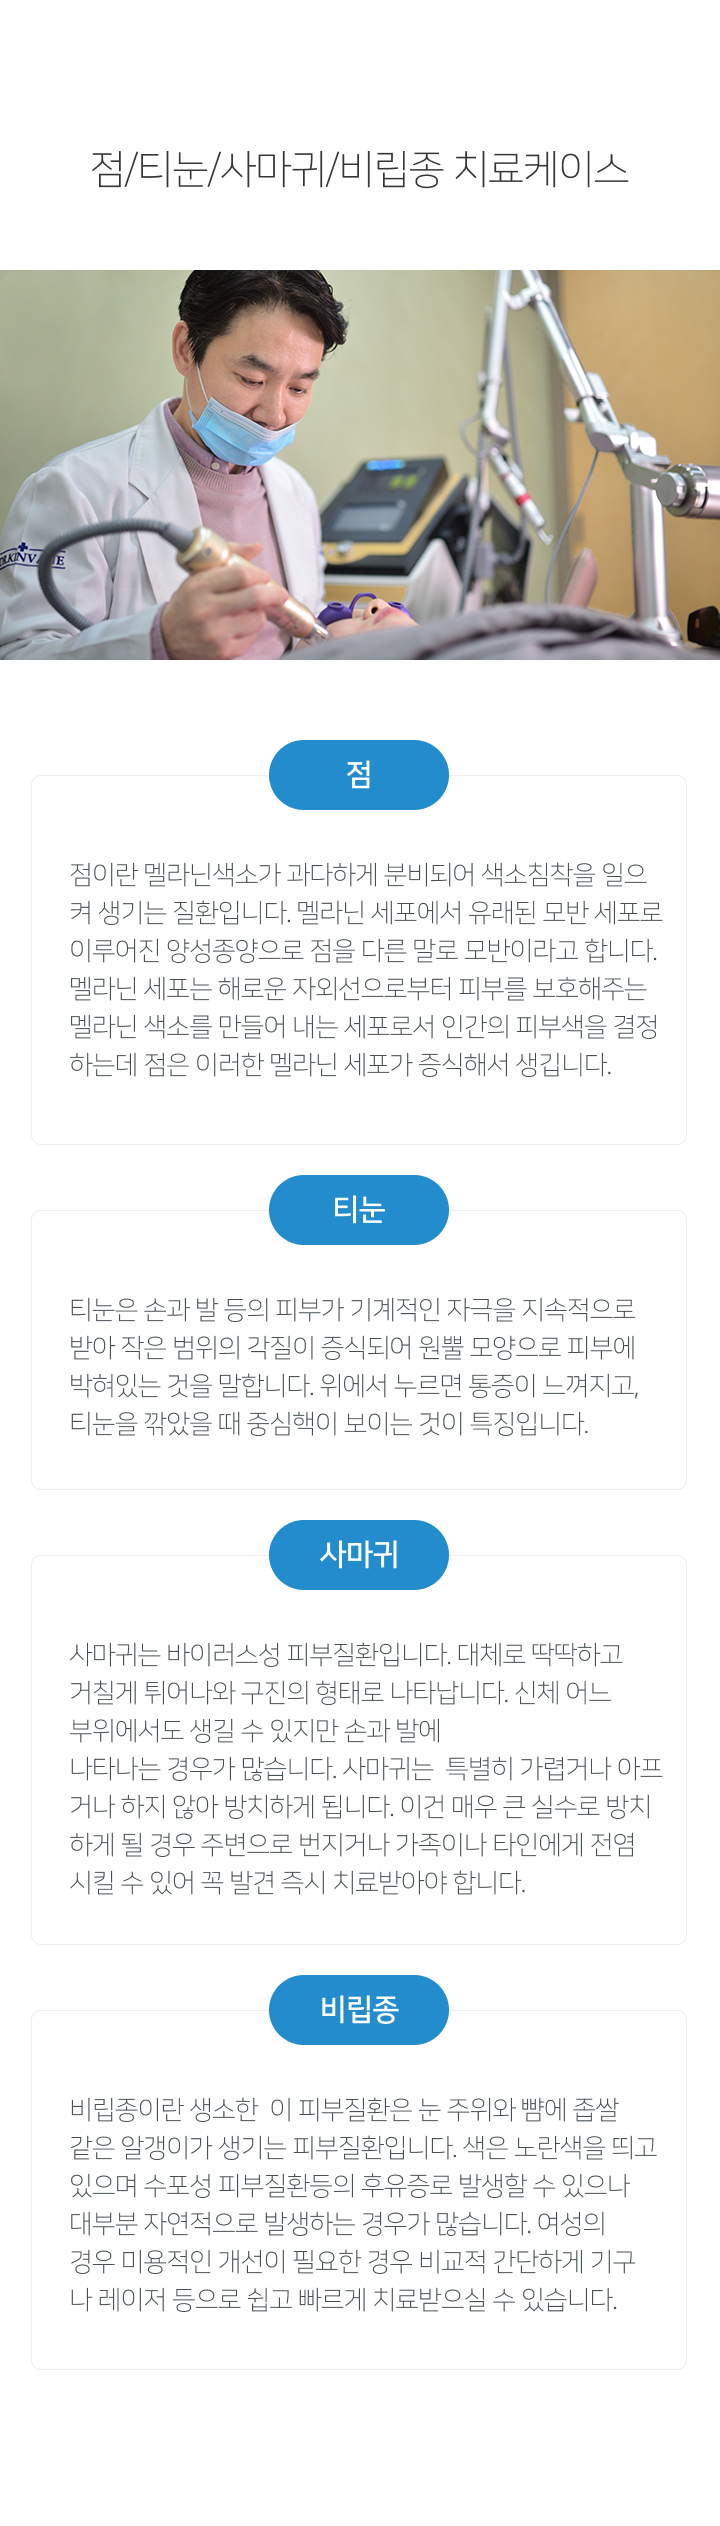 점/티눈/사마귀/비립종 치료케이스
점
점이란 멜라닌색소가 과다하게 분비되어 색소침착을 일으
켜 생기는 질환입니다. 멜라닌 세포에서 유래된 모반 세포로
이루어진 양성종양으로 점을 다른 말로 모반이라고 합니다.
멜라닌 세포는 해로운 자외선으로부터 피부를 보호해주는
멜라닌 색소를 만들어 내는 세포로서 인간의 피부색을 결정
하는데 점은 이러한 멜라닌 세포가 증식해서 생깁니다.
티눈
티눈은 손과 발 등의 피부가 기계적인 자극을 지속적으로
받아 작은 범위의 각질이 증식되어 원뿔 모양으로 피부에
박혀있는 것을 말합니다. 위에서 누르면 통증이 느껴지고,
티눈을 깎았을 때 중심핵이 보이는 것이 특징입니다.
사마귀
사마귀는 바이러스성 피부질환입니다. 대체로 딱딱하고
거칠게 튀어나와 구진의 형태로 나타납니다. 신체 어느
부위에서도 생길 수 있지만 손과 발에
나타나는 경우가 많습니다. 사마귀는  특별히 가렵거나 아프
거나 하지 않아 방치하게 됩니다. 이건 매우 큰 실수로 방치
하게 될 경우 주변으로 번지거나 가족이나 타인에게 전염
시킬 수 있어 꼭 발견 즉시 치료받아야 합니다.
비립종
비립종이란 생소한  이 피부질환은 눈 주위와 뺨에 좁쌀
같은 알갱이가 생기는 피부질환입니다. 색은 노란색을 띄고
있으며 수포성 피부질환등의 후유증로 발생할 수 있으나
대부분 자연적으로 발생하는 경우가 많습니다. 여성의
경우 미용적인 개선이 필요한 경우 비교적 간단하게 기구
나 레이저 등으로 쉽고 빠르게 치료받으실 수 있습니다.